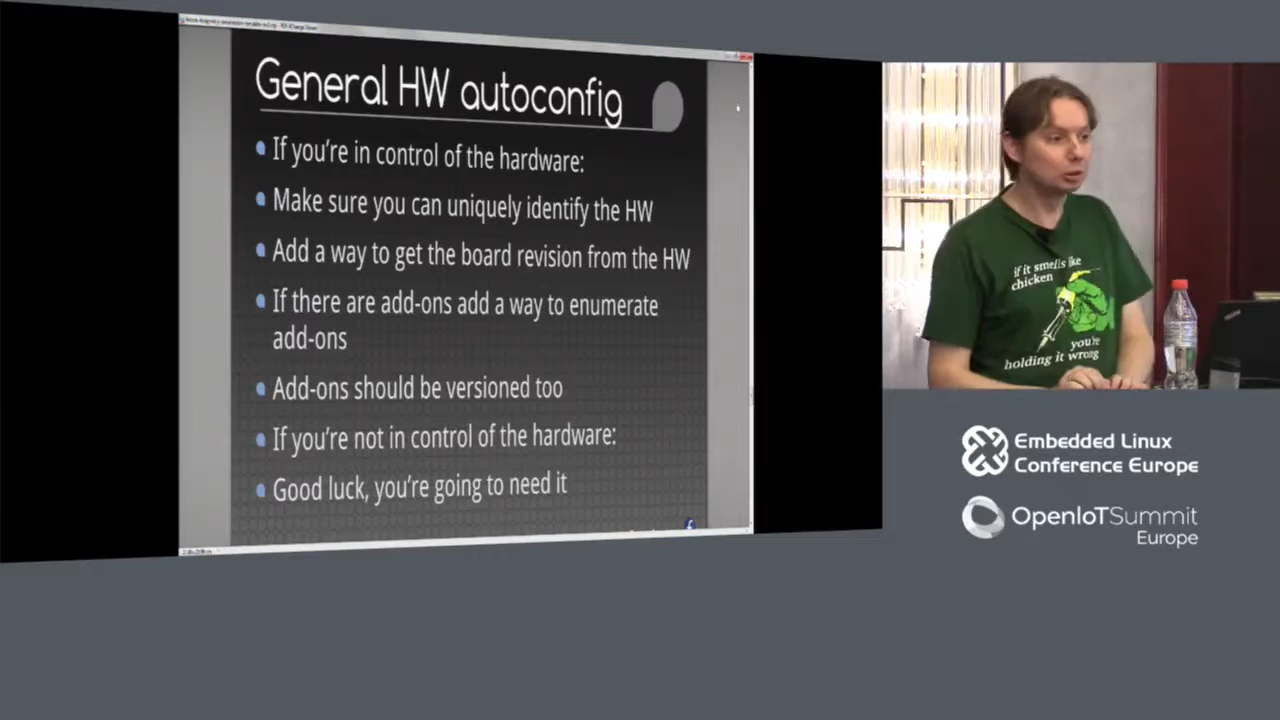 General HW autoconfig
If you're in control of the hardware:
Make sure you can uniquely identify the HW
Add a way to get the board revision from the HW
If there are add-ons add a way to enumerate
add-ons
Add-ons should be versioned too
If you're not in control of the hardware:
Good luck, you're going to need it
if it smells like
chicken
you're
holding it wrong
Embedded Linux
Conference Europe
OpenIoTSummit
Europe